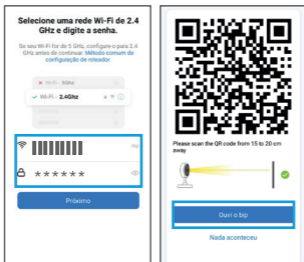 Selecione uma rede Wi-Fi de 2.4
GHz e digite a senha.
Se seu Wi-Fi for de 5 GHz, configure-o para 2.4
GHz antes de continuar. Método comum de
configuração de roteador
Wi-Fi - 5Ghz
Wi-Fi - 2.4Ghz
******
Próximo
Please scan the QR code from 15 to 20 cm
away
Ouvi o bip
Nada aconteceu